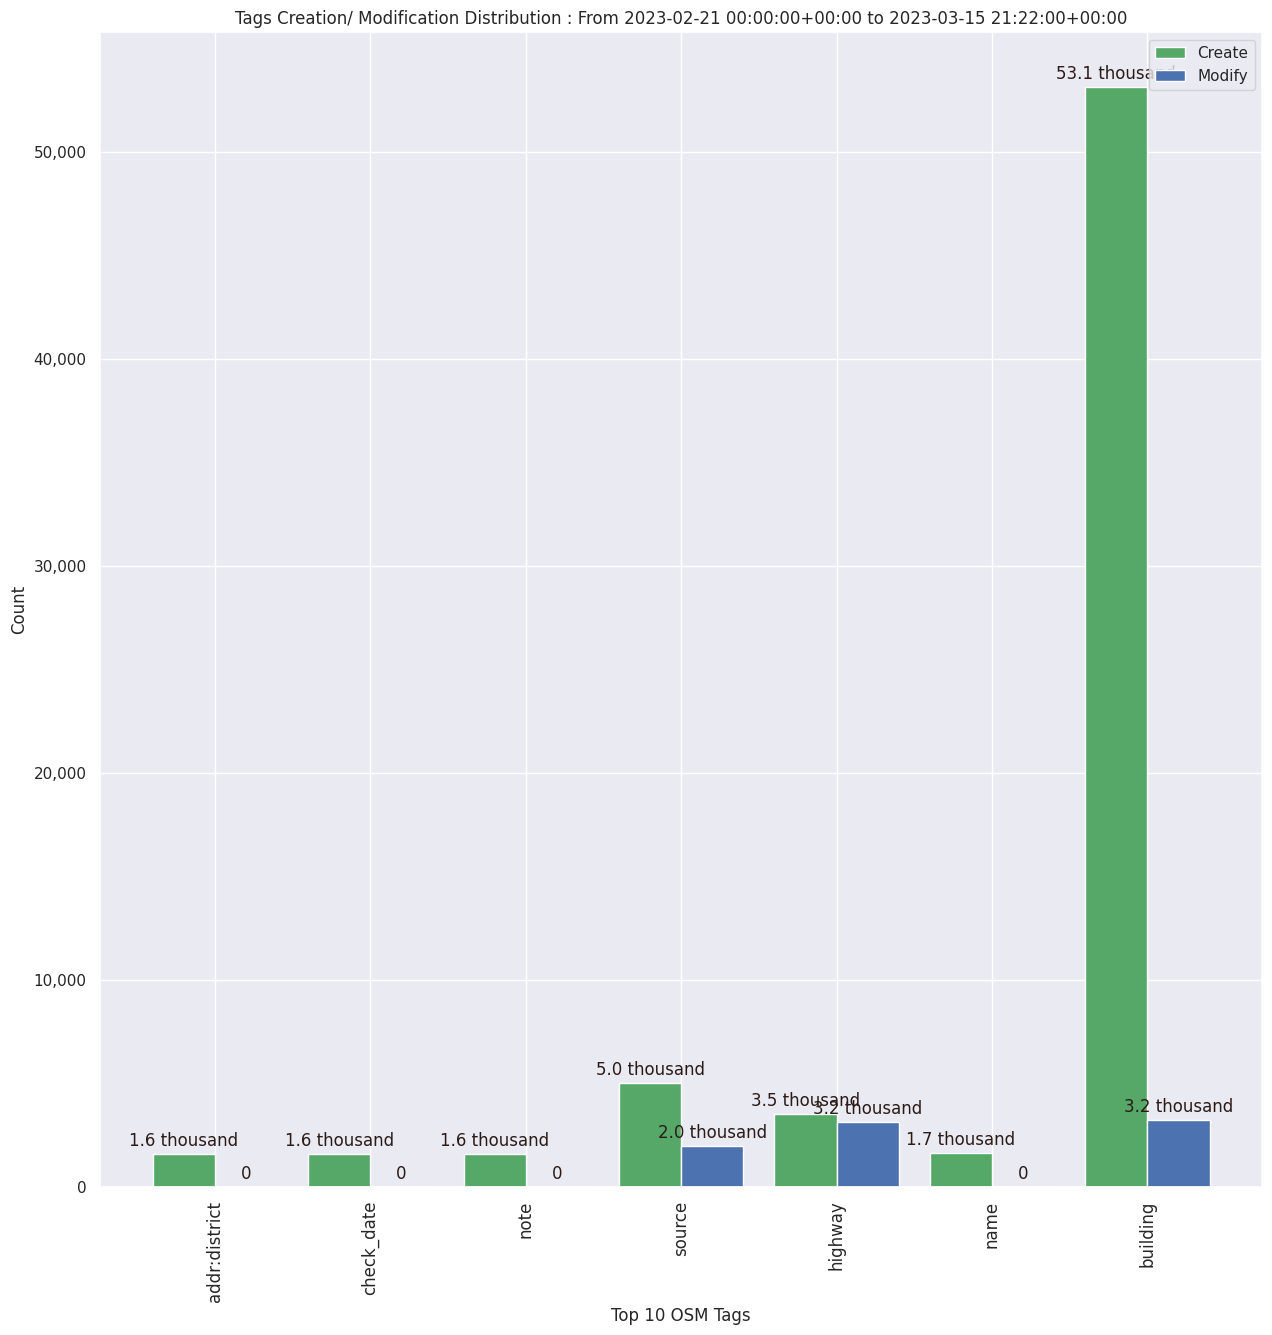 Tags Creation/ Modification Distribution : From 2023-02-21 00:00:00+00:00 to 2023-03-15 21:22:00+00:00
Create
Modify
53.1 thousand
50,000
40,000
30,000
20,000
10,000
0
Count
5.0 thousand
3.5 thousand
3.2 thousand
3.2 thousand
2.0 thousand
1.6 thousand
1.6 thousand
1.6 thousand
1.7 thousand
0
0
0
0
addr:district
check_date
note
source
highway
name
building
Top 10 OSM Tags